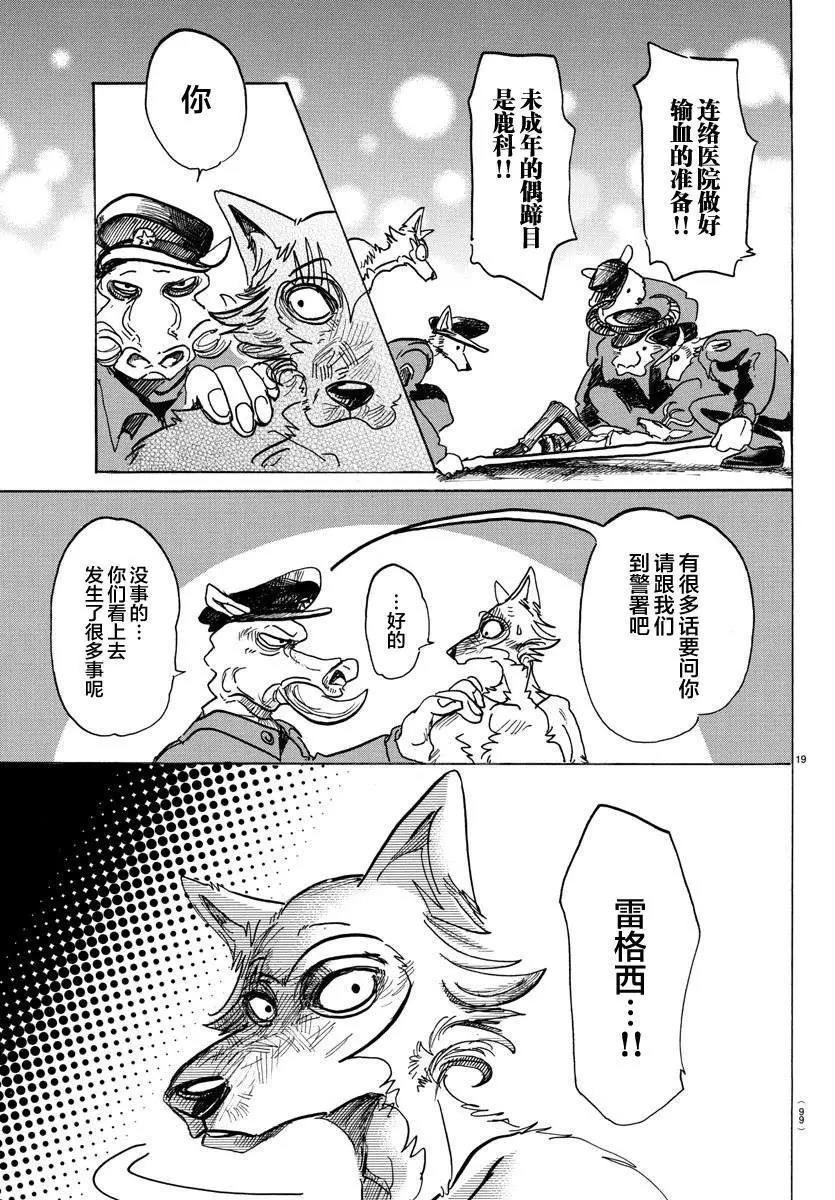 连络医院做好
输血的准备!!
未成年的偶蹄目
是鹿科!!
你
有很多话要问你
请跟我们
到警署吧
…好的
没事的…
你们看上去
发生了很多事呢
19
雷格西…!!
(99)